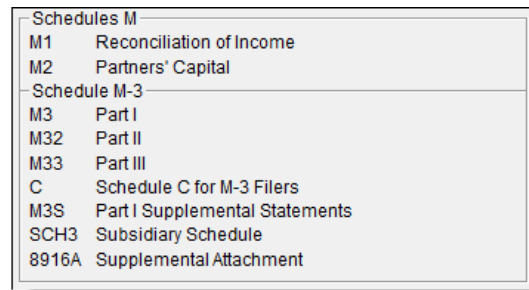 Schedules M
M1 Reconciliation of Income
M2 Partners' Capital
Schedule M-3
M3 Part I
M32 Part II
M33 Part III
C Schedule C for M-3 Filers
M3S Part I Supplemental Statements
SCH3 Subsidiary Schedule
8916A Supplemental Attachment